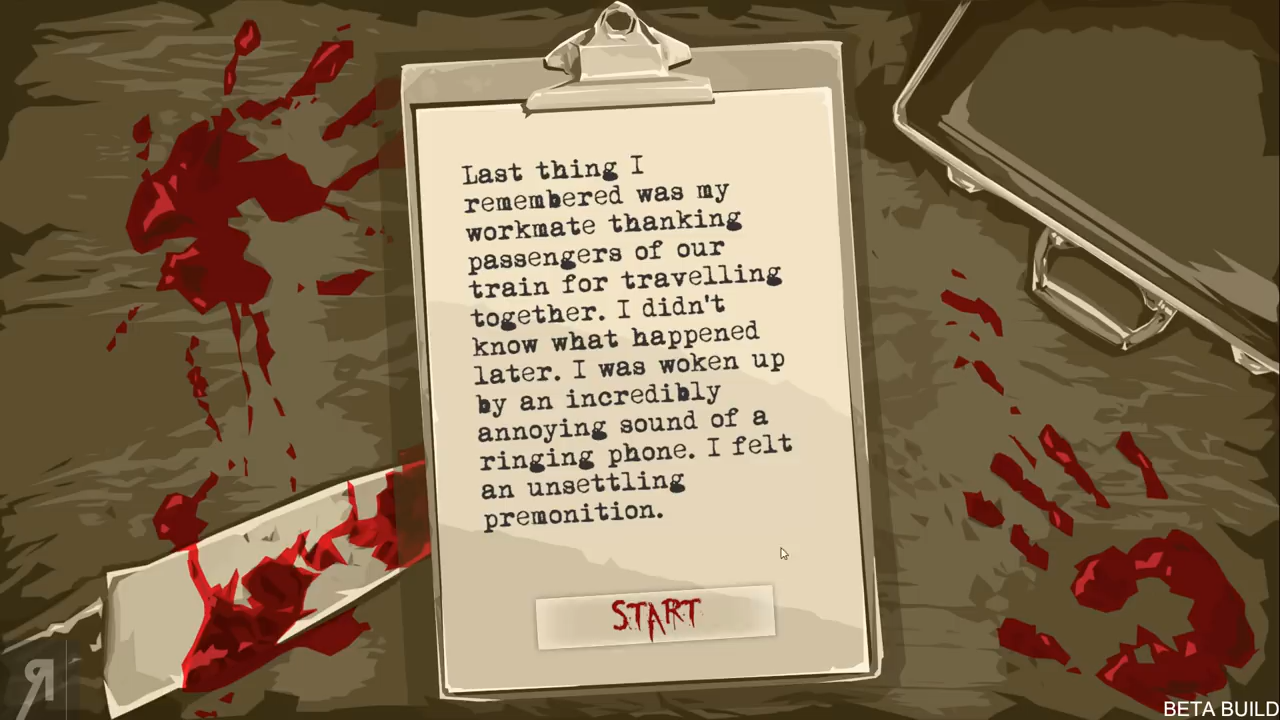 Last thing I
remembered was my
workmate thanking
passengers of our
train for travelling
together. I didn't
know what happened
later. I was woken up
by an incredibly
annoying sound of a
ringing phone. I felt
an unsettling
premonition.
START
BETA BUILD